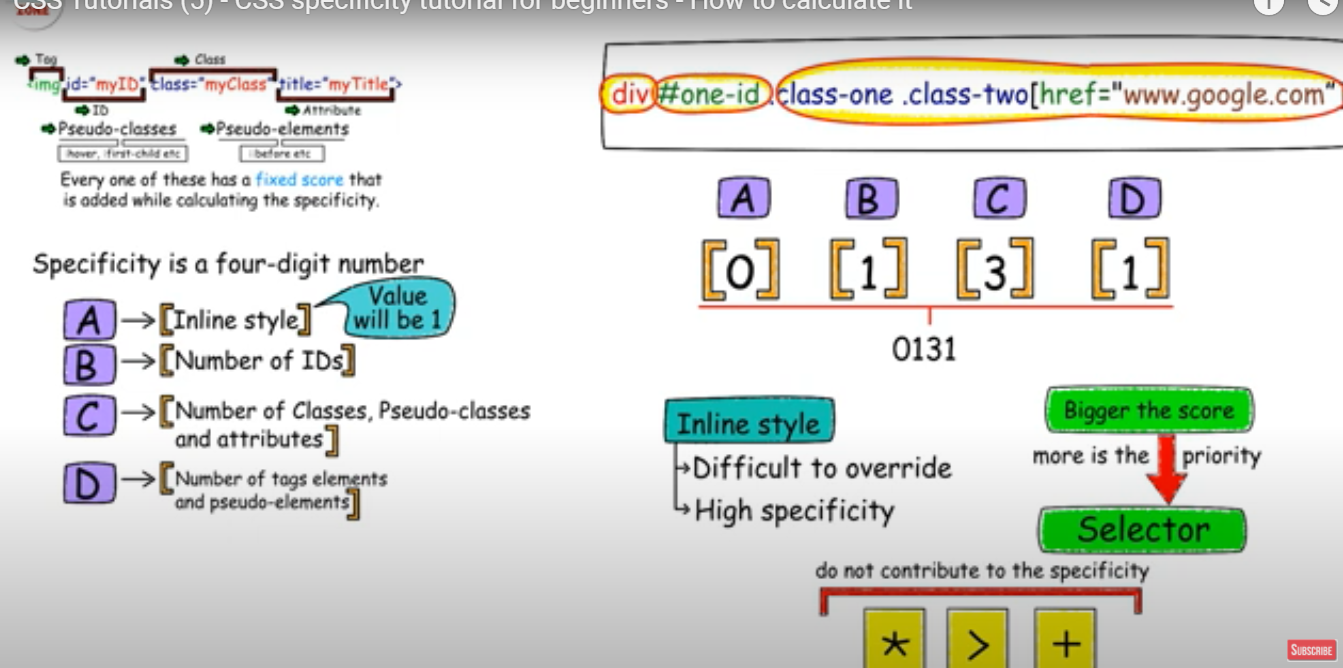 CSS Tutorials (5) - CSS specificity tutorial for beginners - How to calculate it
ZONE
Tag
Class
<img id="myID" class="myClass" title="myTitle">
ID
Attribute
Pseudo-classes
Pseudo-elements
:hover, :first-child etc
::before etc
Every one of these has a fixed score that
is added while calculating the specificity.
Specificity is a four-digit number
A
[Inline style]
Value
will be 1
B
[Number of IDs]
C
[Number of Classes, Pseudo-classes
and attributes]
D
[Number of tags elements
and pseudo-elements]
div#one-id .class-one .class-two[href="www.google.com"
A B C D
[0] [1] [3] [1]
0131
Inline style
Difficult to override
High specificity
Bigger the score
more is the priority
Selector
do not contribute to the specificity
* > +
SUBSCRIBE